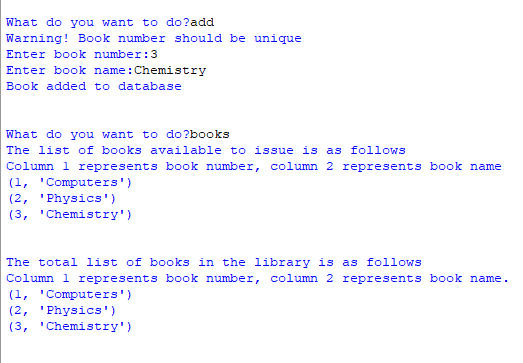 What do you want to do?add
Warning! Book number should be unique
Enter book number:3
Enter book name:Chemistry
Book added to database
What do you want to do?books
The list of books available to issue is as follows
Column 1 represents book number, column 2 represents book name
(1, 'Computers')
(2, 'Physics')
(3, 'Chemistry')
The total list of books in the library is as follows
Column 1 represents book number, column 2 represents book name.
(1, 'Computers')
(2, 'Physics')
(3, 'Chemistry')